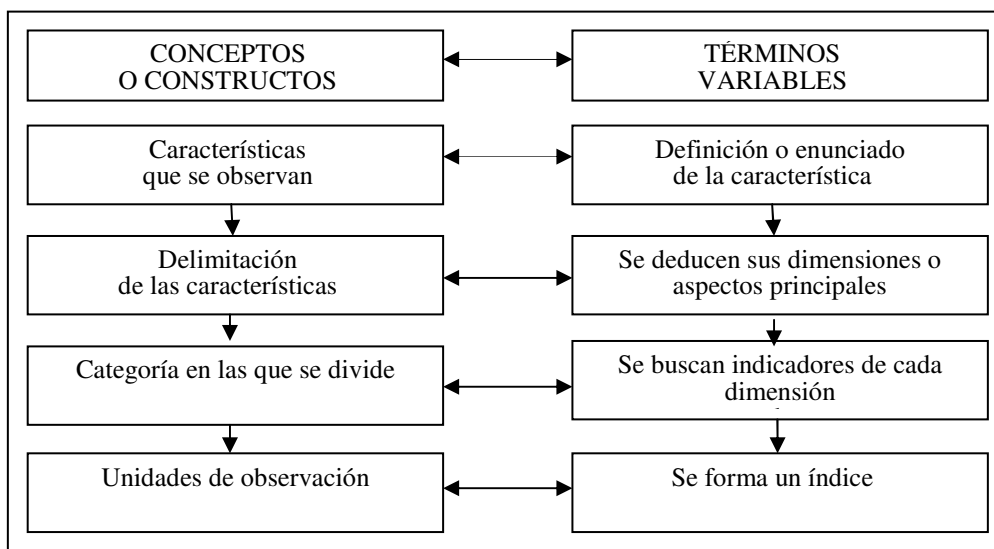 CONCEPTOS
O CONSTRUCTOS
TÉRMINOS
VARIABLES
Características
que se observan
Definición o enunciado
de la característica
Delimitación
de las características
Se deducen sus dimensiones o
aspectos principales
Categoría en las que se divide
Se buscan indicadores de cada
dimensión
Unidades de observación
Se forma un índice